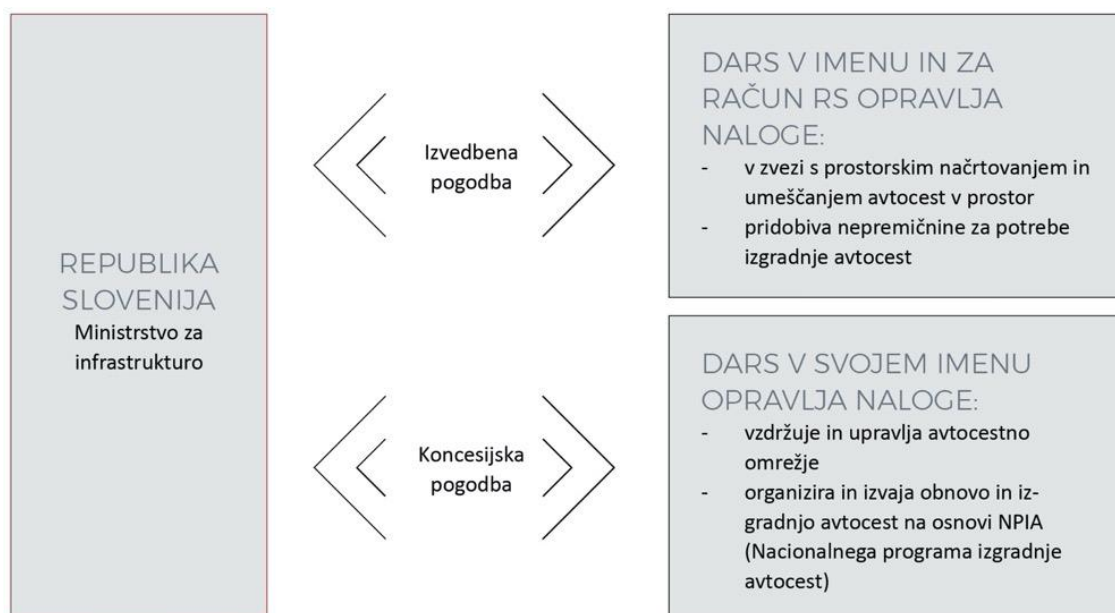 REPUBLIKA
SLOVENIJA
Ministrstvo za
infrastrukturo
Izvedbena
pogodba
DARS V IMENU IN ZA
RAČUN RS OPRAVLJA
NALOGE:
- v zvezi s prostorskim načrtovanjem in
umeščanjem avtocest v prostor
- pridobiva nepremičnine za potrebe
izgradnje avtocest
Koncesijska
pogodba
DARS V SVOJEM IMENU
OPRAVLJA NALOGE:
- vzdržuje in upravlja avtocestno
omrežje
- organizira in izvaja obnovo in iz-
gradnjo avtocest na osnovi NPIA
(Nacionalnega programa izgradnje
avtocest)